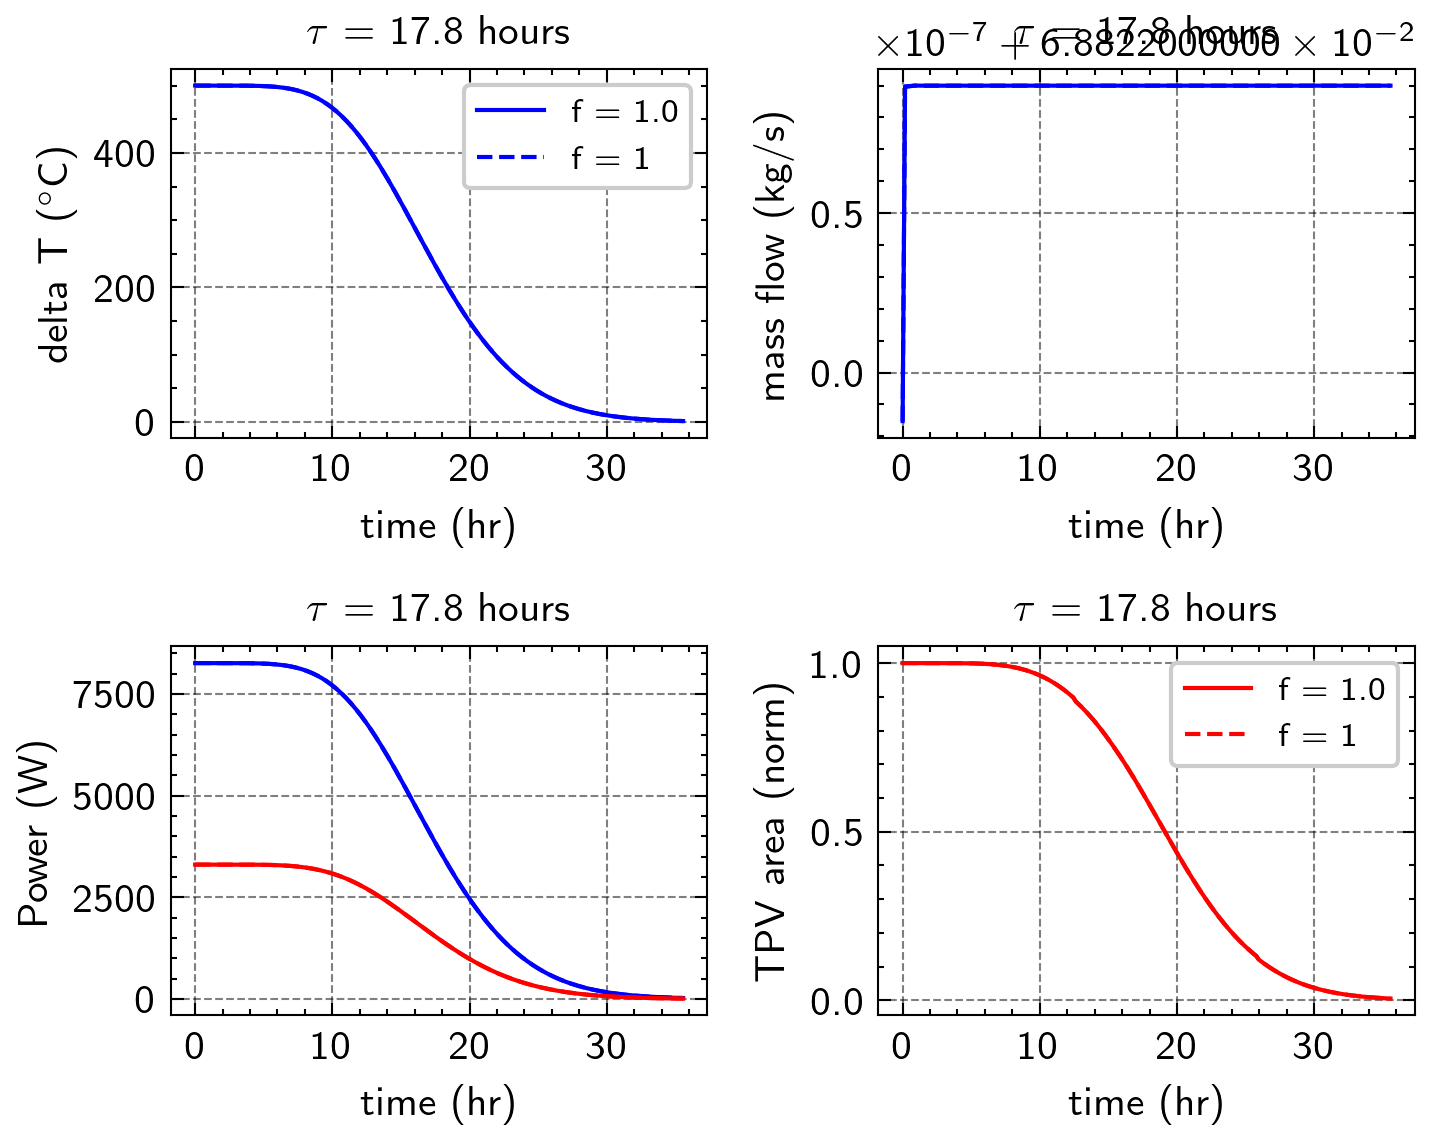 τ = 17.8 hours
delta T (°C)
400
200
0
f = 1.0
f = 1
0 10 20 30
time (hr)
τ = 17.8 hours
×10⁻⁷ + 6.8822000000 × 10⁻²
mass flow (kg/s)
0.5
0.0
0 10 20 30
time (hr)
τ = 17.8 hours
Power (W)
7500
5000
2500
0
0 10 20 30
time (hr)
τ = 17.8 hours
TPV area (norm)
1.0
0.5
0.0
f = 1.0
f = 1
0 10 20 30
time (hr)